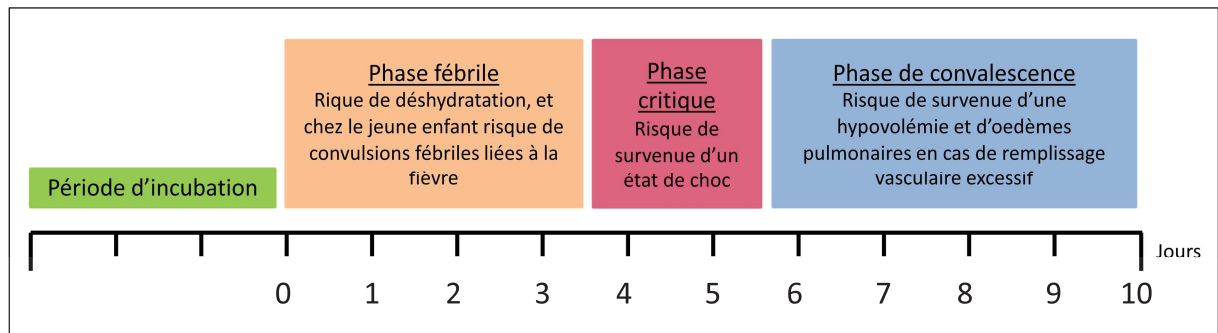 Période d'incubation
Phase fébrile
Rique de déshydratation, et
chez le jeune enfant risque de
convulsions fébriles liées à la
fièvre
Phase
critique
Risque de
survenue d'un
état de choc
Phase de convalescence
Risque de survenue d'une
hypovolémie et d'oedèmes
pulmonaires en cas de remplissage
vasculaire excessif
Jours
0 1 2 3 4 5 6 7 8 9 10